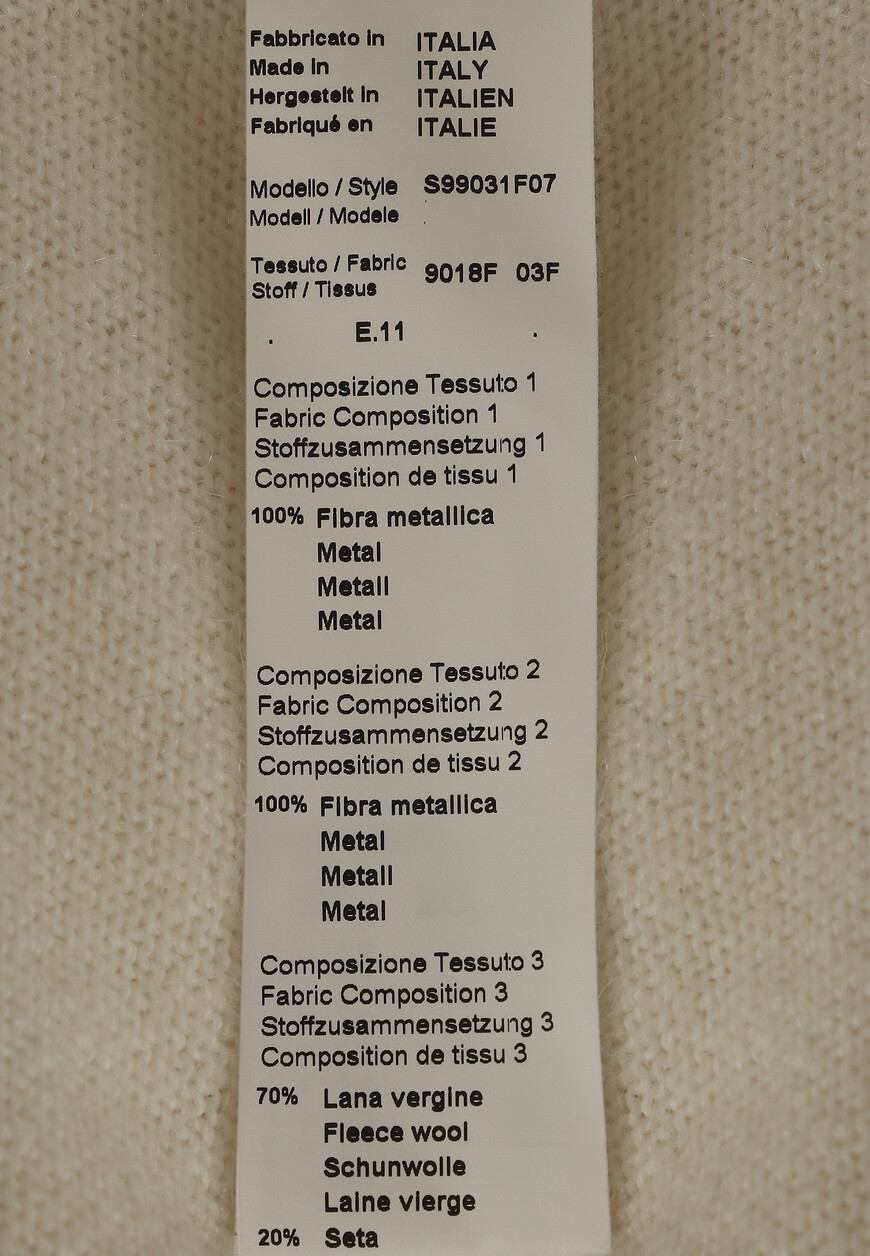 Fabbricato in ITALIA
Made in ITALY
Hergestelt in ITALIEN
Fabriqué en ITALIE
Modello / Style S99031F07
Modell / Modele
Tessuto / Fabric 9018F 03F
Stoff / Tissus
E.11
Composizione Tessuto 1
Fabric Composition 1
Stoffzusammensetzung 1
Composition de tissu 1
100% Fibra metallica
Metal
Metall
Metal
Composizione Tessuto 2
Fabric Composition 2
Stoffzusammensetzung 2
Composition de tissu 2
100% Fibra metallica
Metal
Metall
Metal
Composizione Tessuto 3
Fabric Composition 3
Stoffzusammensetzung 3
Composition de tissu 3
70% Lana vergine
Fleece wool
Schunwolle
Laine vierge
20% Seta